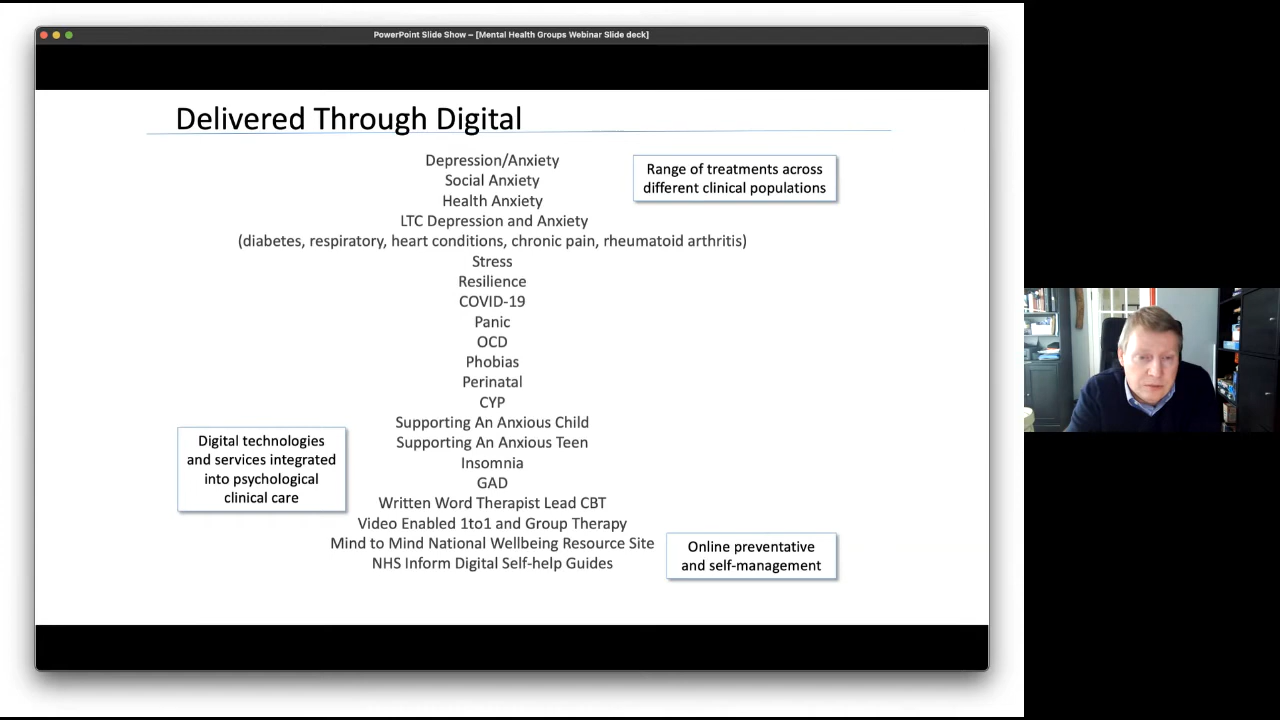 PowerPoint Slide Show – [Mental Health Groups Webinar Slide deck]
Delivered Through Digital
Depression/Anxiety
Social Anxiety
Health Anxiety
LTC Depression and Anxiety
(diabetes, respiratory, heart conditions, chronic pain, rheumatoid arthritis)
Stress
Resilience
COVID-19
Panic
OCD
Phobias
Perinatal
CYP
Supporting An Anxious Child
Supporting An Anxious Teen
Insomnia
GAD
Written Word Therapist Lead CBT
Video Enabled 1to1 and Group Therapy
Mind to Mind National Wellbeing Resource Site
NHS Inform Digital Self-help Guides
Range of treatments across
different clinical populations
Digital technologies
and services integrated
into psychological
clinical care
Online preventative
and self-management